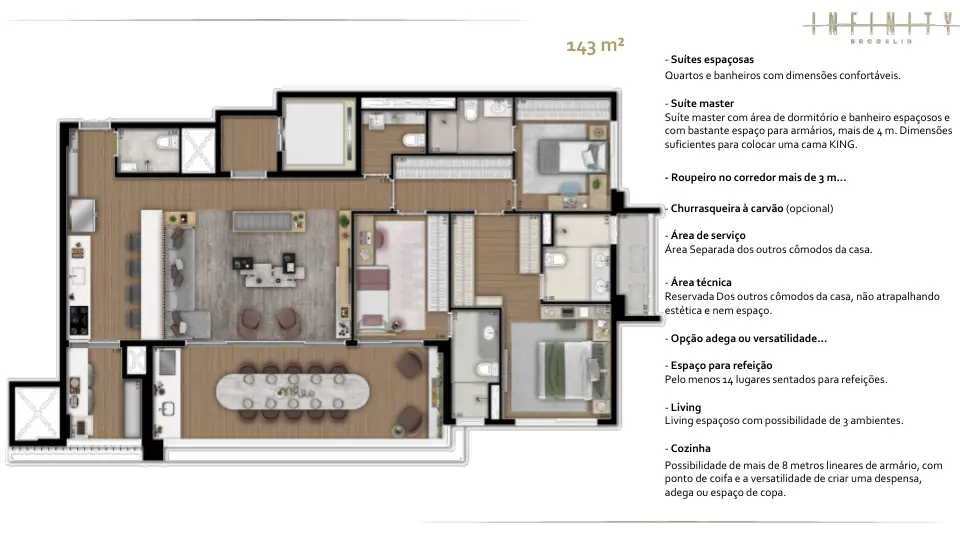 INFINITY
BROOKLIN
143 m²
- Suítes espaçosas
Quartos e banheiros com dimensões confortáveis.
- Suíte master
Suíte master com área de dormitório e banheiro espaçosos e
com bastante espaço para armários, mais de 4 m. Dimensões
suficientes para colocar uma cama KING.
- Roupeiro no corredor mais de 3 m...
- Churrasqueira à carvão (opcional)
- Área de serviço
Área Separada dos outros cômodos da casa.
- Área técnica
Reservada Dos outros cômodos da casa, não atrapalhando
estética e nem espaço.
- Opção adega ou versatilidade...
- Espaço para refeição
Pelo menos 14 lugares sentados para refeições.
- Living
Living espaçoso com possibilidade de 3 ambientes.
- Cozinha
Possibilidade de mais de 8 metros lineares de armário, com
ponto de coifa e a versatilidade de criar uma despensa,
adega ou espaço de copa.